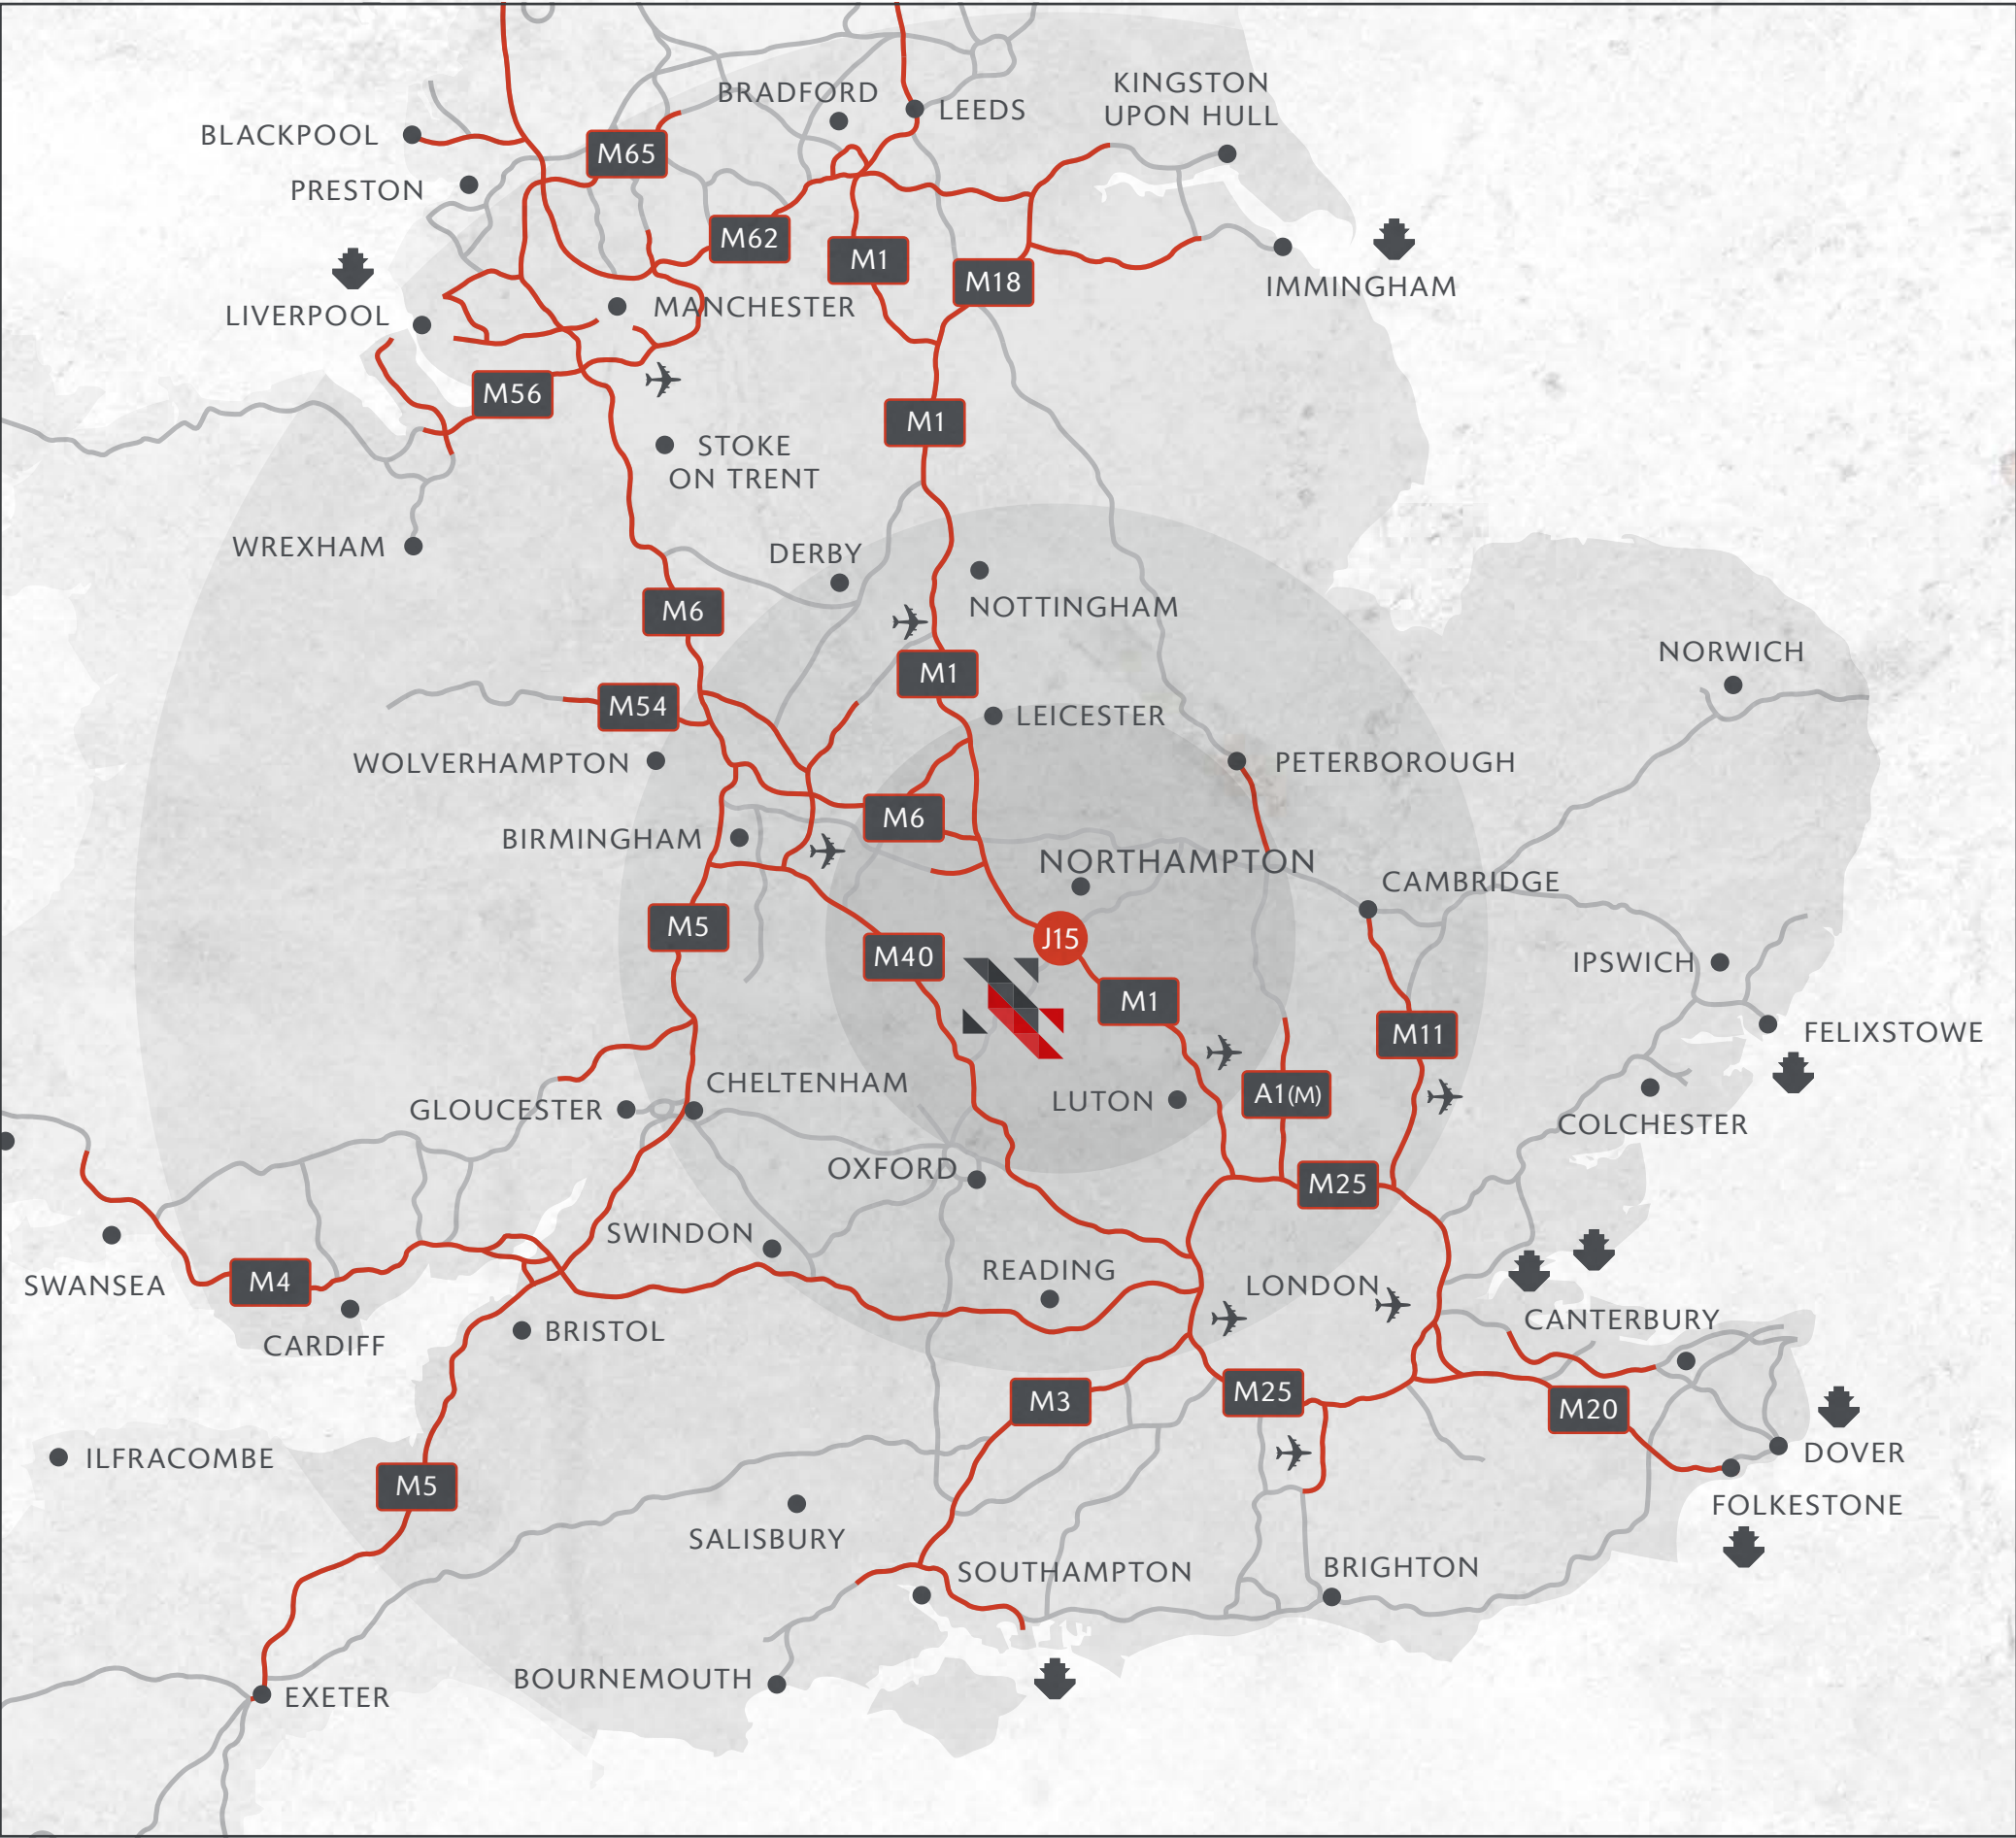 KINGSTON
UPON HULL
BRADFORD
LEEDS
BLACKPOOL
M65
PRESTON
M62
M1
M18
IMMINGHAM
LIVERPOOL
MANCHESTER
M56
M1
STOKE
ON TRENT
WREXHAM
DERBY
NOTTINGHAM
M6
NORWICH
M1
M54
LEICESTER
WOLVERHAMPTON
PETERBOROUGH
M6
BIRMINGHAM
NORTHAMPTON
CAMBRIDGE
M5
J15
M40
IPSWICH
M1
M11
FELIXSTOWE
CHELTENHAM
GLOUCESTER
LUTON
A1(M)
COLCHESTER
OXFORD
M25
SWINDON
READING
LONDON
SWANSEA
M4
CARDIFF
BRISTOL
CANTERBURY
M3
M25
M20
ILFRACOMBE
DOVER
M5
FOLKESTONE
SALISBURY
SOUTHAMPTON
BRIGHTON
BOURNEMOUTH
EXETER